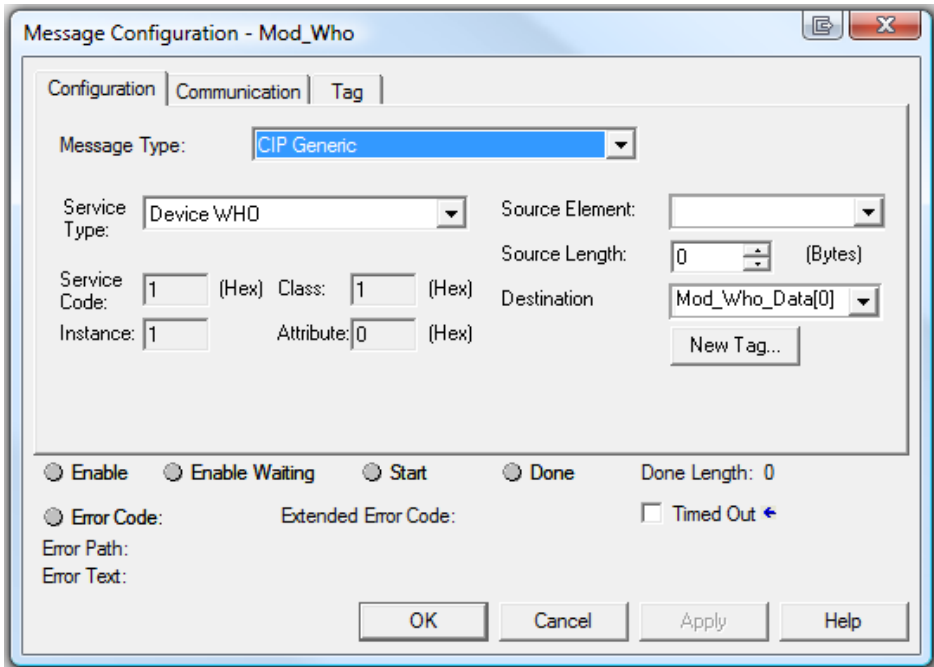 Message Configuration - Mod_Who
Configuration Communication Tag
Message Type: CIP Generic
Service Type: Device WHO
Source Element:
Source Length: 0 (Bytes)
Service Code: 1 (Hex) Class: 1 (Hex)
Destination Mod_Who_Data[0]
Instance: 1 Attribute: 0 (Hex)
New Tag...
Enable Enable Waiting Start Done Done Length: 0
Error Code: Extended Error Code: Timed Out
Error Path:
Error Text:
OK Cancel Apply Help